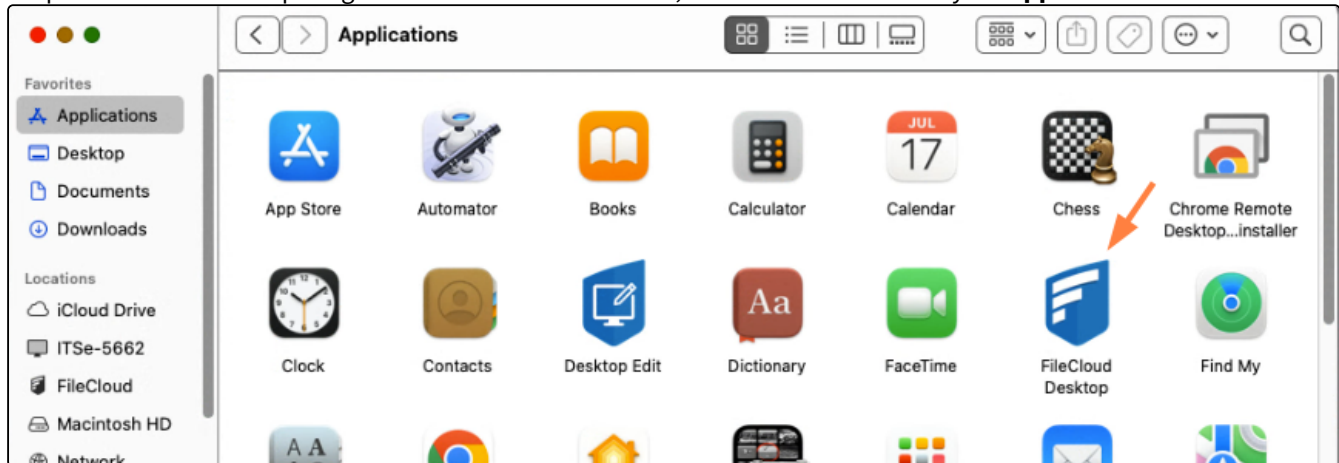 Applications
Favorites
Applications
Desktop
Documents
Downloads
Locations
iCloud Drive
ITSe-5662
FileCloud
Macintosh HD
Network
JUL
17
App Store
Automator
Books
Calculator
Calendar
Chess
Chrome Remote
Desktop...installer
12
Aa
Clock
Contacts
Desktop Edit
Dictionary
FaceTime
FileCloud
Desktop
Find My
A A